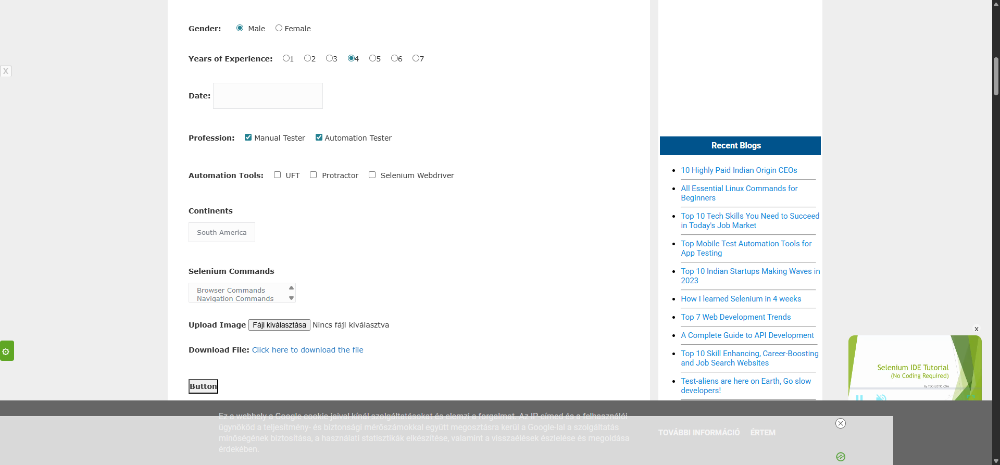 Gender: Male Female
Years of Experience: 1 2 3 4 5 6 7
X
Date:
Profession: Manual Tester Automation Tester
Automation Tools: UFT Protractor Selenium Webdriver
Continents
South America
Selenium Commands
Browser Commands
Navigation Commands
Upload Image Fájl kiválasztása Nincs fájl kiválasztva
Download File: Click here to download the file
Button
Recent Blogs
10 Highly Paid Indian Origin CEOs
All Essential Linux Commands for
Beginners
Top 10 Tech Skills You Need to Succeed
in Today's Job Market
Top Mobile Test Automation Tools for
App Testing
Top 10 Indian Startups Making Waves in
2023
How I learned Selenium in 4 weeks
Top 7 Web Development Trends
A Complete Guide to API Development
Top 10 Skill Enhancing, Career-Boosting
and Job Search Websites
Test-aliens are here on Earth, Go slow
developers!
x
Selenium IDE Tutorial
(No Coding Required)
By TECHLISTIC.COM
Ez a webhely a Google cookie-jaival kínál szolgáltatásokat és elemzi a forgalmat. Az IP-címed és a felhasználói
ügynököd a teljesítmény- és biztonsági mérőszámokkal együtt megosztásra kerül a Google-lal a szolgáltatás
minőségének biztosítása, a használati statisztikák elkészítése, valamint a visszaélések észlelése és megoldása
érdekében.
TOVÁBBI INFORMÁCIÓ ÉRTEM